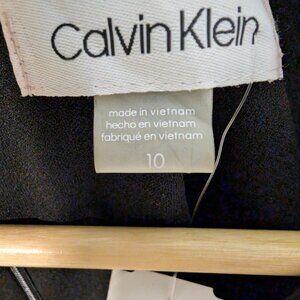 Calvin Klein
made in vietnam
hecho en vietnam
fabriqué en vietnam
10